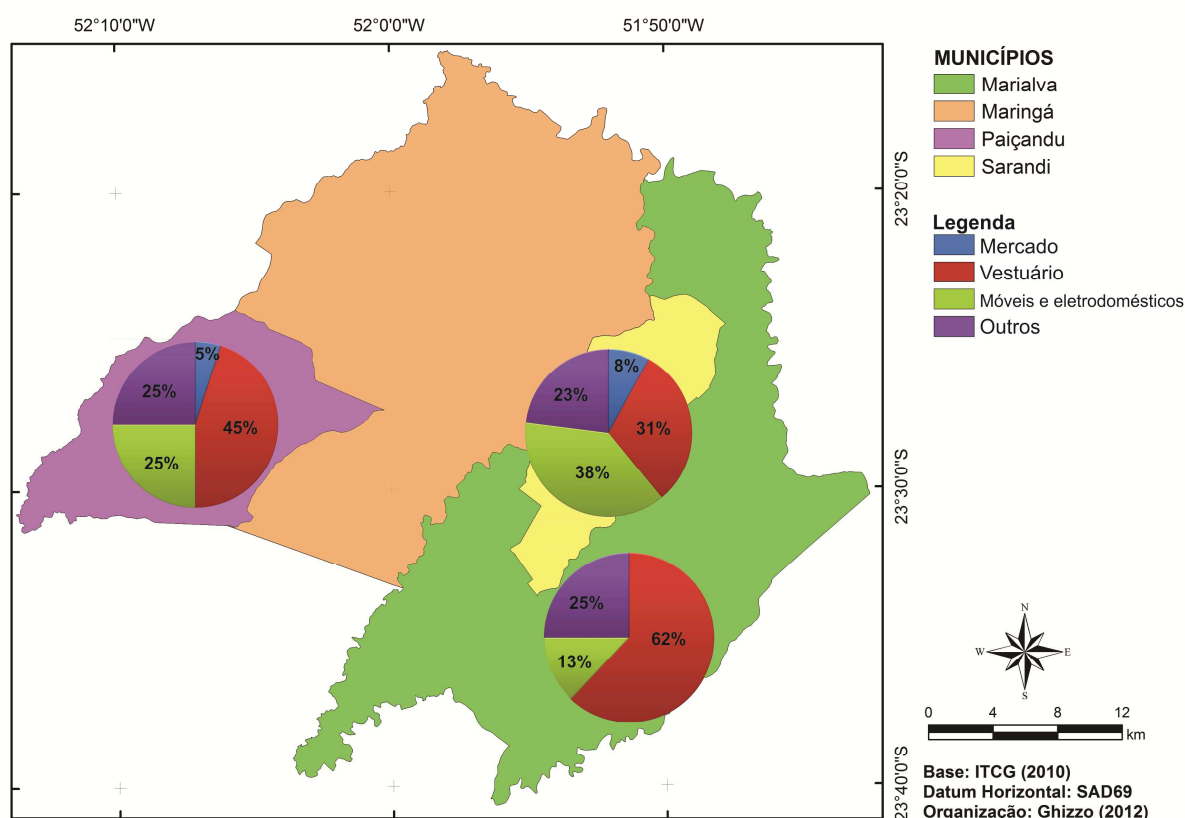 52°10'0"W
52°0'0"W
51°50'0"W
23°20'0"S
23°30'0"S
23°40'0"S
MUNICÍPIOS
Marialva
Maringá
Paiçandu
Sarandi
Legenda
Mercado
Vestuário
Móveis e eletrodomésticos
Outros
5%
25%
45%
25%
8%
23%
31%
38%
25%
62%
13%
N
W
E
S
0 4 8 12
km
Base: ITCG (2010)
Datum Horizontal: SAD69
Organização: Ghizzo (2012)